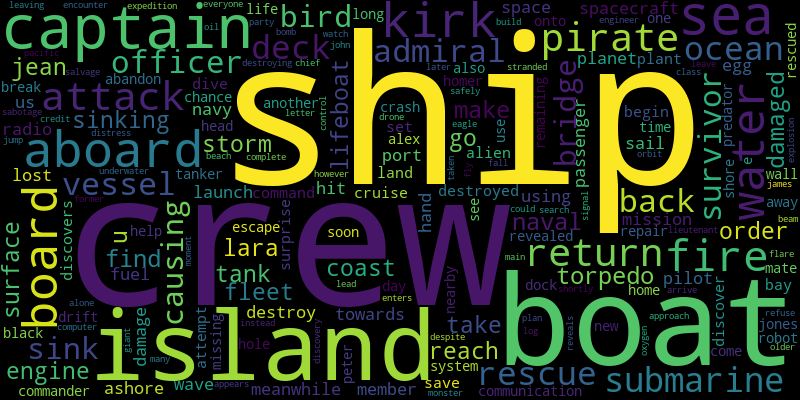 leaving encounter expedition everyone life party long space spacecraft
captain kirk bird onto one sea
oil bomb watch john build engineer
officer deck admiral pirate ocean
pacific salvage destroying chief stranded rescued
jean planet plant egg
attack ship
later also class leave
break abandon dive homer safely
us chance another crash make remaining bridge
sabotage credit letter drone set
radio sinking navy lifeboat control eagle use passenger survivor predator damaged
jump distress head alex go begin time explosion
aboard storm port alien sail water
beach complete land fall orbit shore wall
underwater however taken fly e james
lost tanker cruise destroyed using away
vessel launch command hit see signal back mission beam
former hand could search naval order
board causing u help escape surprise soon revealed repair lieutenant
surface discovers find moment lara main return fire flare
crew
fuel tank coast day nearby torpedo pilot mate
alone lead enters dock home shortly discover bay
drift fleet towards arrive
computer instead despite plan new approach refuse
black island destroy take log boat jones
damage attempt missing hole discovery reach reveals oxygen come robot
giant many peter system older
sink wave appears meanwhile member save rescue submarine
engine monster communication
commander ashore